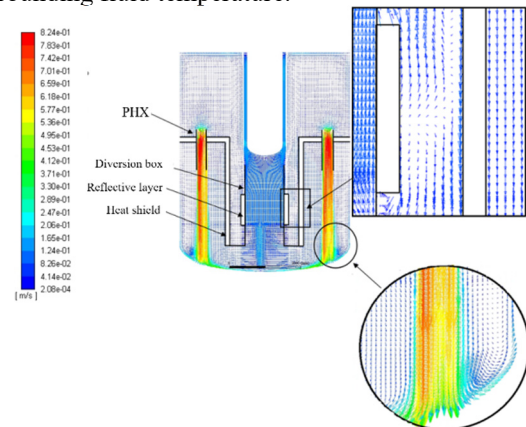 ounding fluid temperature.
8.24e-01
7.83e-01
7.42e-01
7.01e-01
6.59e-01
6.18e-01
5.77e-01
5.36e-01
4.95e-01
4.53e-01
4.12e-01
3.71e-01
3.30e-01
2.89e-01
2.47e-01
2.06e-01
1.65e-01
1.24e-01
8.26e-02
4.14e-02
2.08e-04
[ m/s ]
PHX
Diversion box
Reflective layer
Heat shield